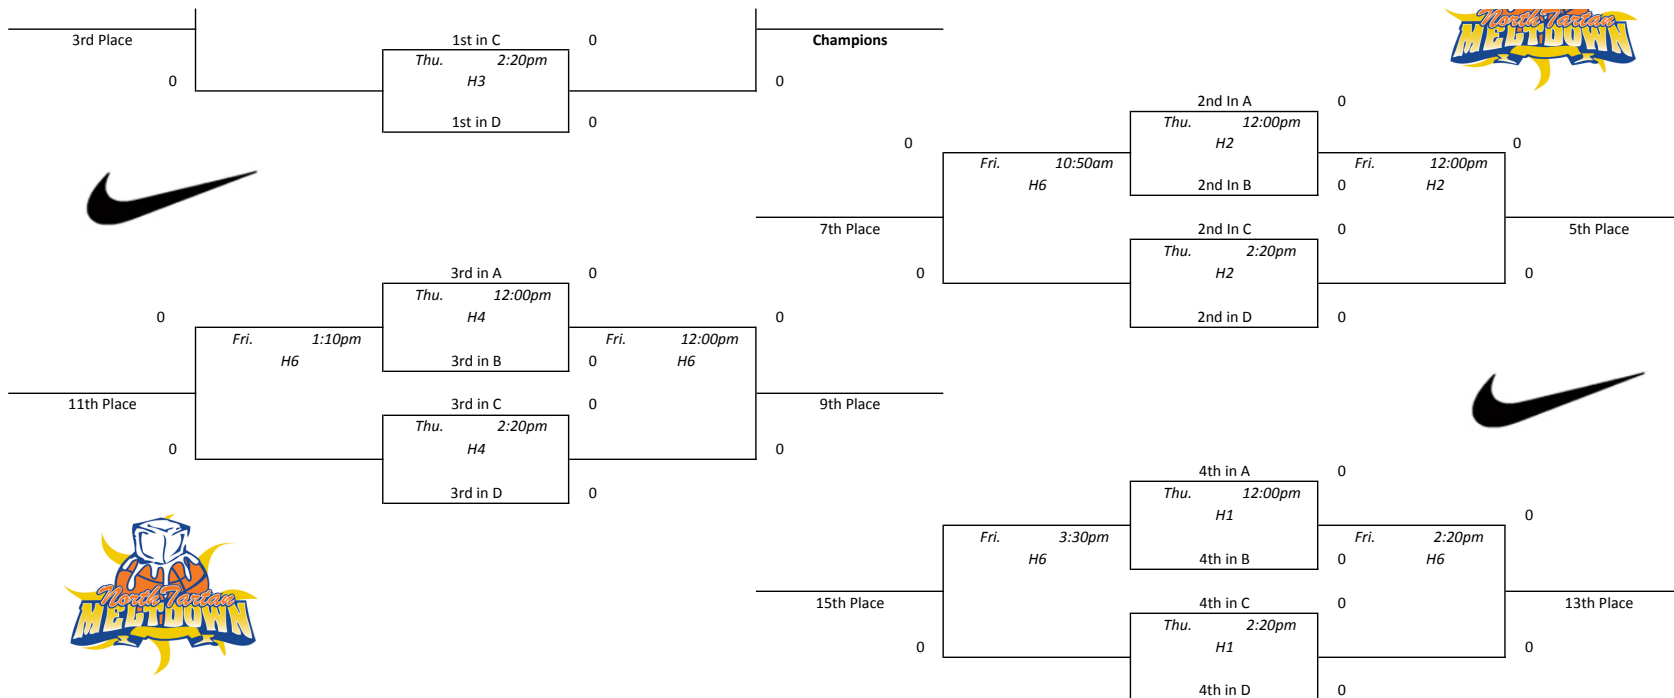 3rd Place
0
1st in C 0
Thu. 2:20pm
H3
1st in D 0
Champions
0
North Tartan
MELTDOWN
2nd In A 0
Thu. 12:00pm
H2
2nd In B 0
0
Fri. 10:50am
H6
Fri. 12:00pm
H2
0
7th Place
2nd In C 0
Thu. 2:20pm
H2
2nd in D 0
5th Place
0
0
3rd in A 0
Thu. 12:00pm
H4
3rd in B 0
0
Fri. 1:10pm
H6
Fri. 12:00pm
H6
0
11th Place
3rd in C 0
Thu. 2:20pm
H4
3rd in D 0
9th Place
0
0
4th in A 0
Thu. 12:00pm
H1
4th in B 0
Fri. 3:30pm
H6
Fri. 2:20pm
H6
0
15th Place
4th in C 0
Thu. 2:20pm
H1
4th in D 0
13th Place
0
0
North Tartan
MELTDOWN